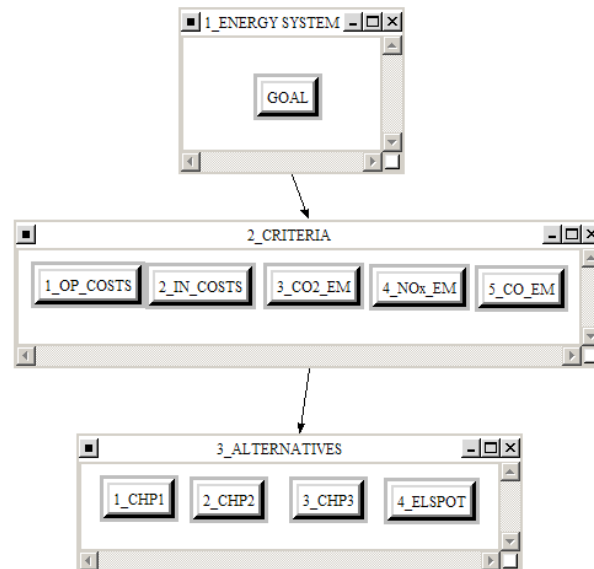 1_ENERGY SYSTEM
GOAL
2_CRITERIA
1_OP_COSTS 2_IN_COSTS 3_CO2_EM 4_NOx_EM 5_CO_EM
3_ALTERNATIVES
1_CHP1 2_CHP2 3_CHP3 4_ELSPOT